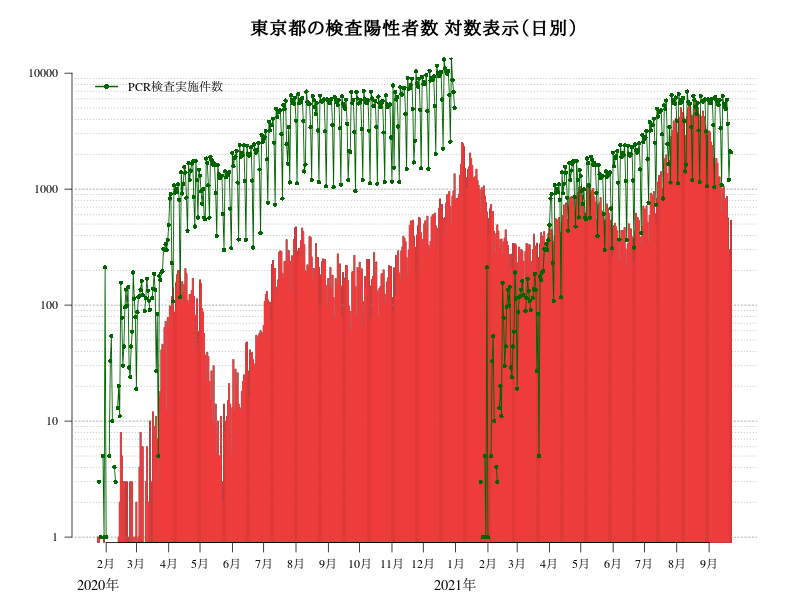 東京都の検査陽性者数 対数表示(日別)
PCR検査実施件数
10000
1000
100
10
1
2月 3月 4月 5月 6月 7月 8月 9月 10月 11月 12月 1月 2月 3月 4月 5月 6月 7月 8月 9月
2020年 2021年